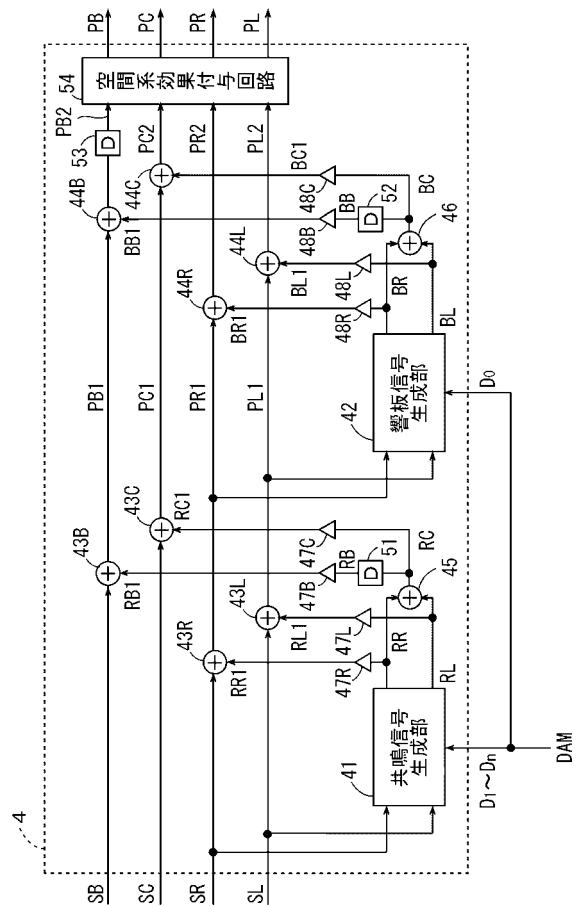 4
SB
SC
SR
SL
41
共鳴信号
生成部
D1~Dn
DAM
RR
RL
45
RC
51
D
RB
47R
47L
47B
47C
RR1
RL1
RB1
RC1
43R
43L
43B
43C
PB1
PC1
PR1
PL1
42
響板信号
生成部
D0
BR
BL
46
BC
52
D
BB
48R
48L
48B
48C
BR1
BL1
BB1
BC1
44R
44L
44B
44C
53
D
PB2
PC2
PR2
PL2
54
空間系効果付与回路
PB
PC
PR
PL